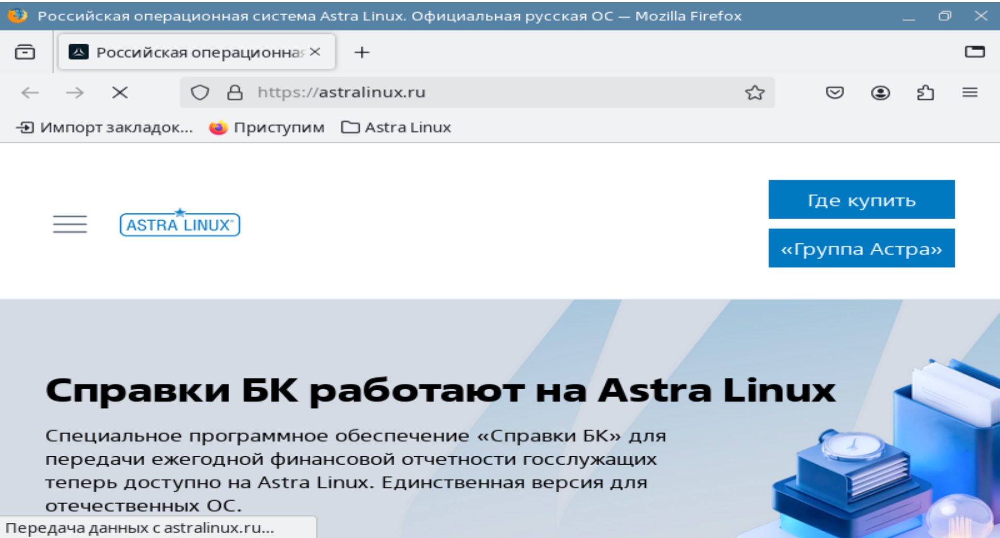 Российская операционная система Astra Linux. Официальная русская ОС — Mozilla Firefox
Российская операционная
https://astralinux.ru
Импорт закладок... Приступим Astra Linux
Где купить
ASTRA LINUX®
«Группа Астра»
Справки БК работают на Astra Linux
Специальное программное обеспечение «Справки БК» для
передачи ежегодной финансовой отчетности госслужащих
теперь доступно на Astra Linux. Единственная версия для
отечественных ОС.
Передача данных с astralinux.ru...